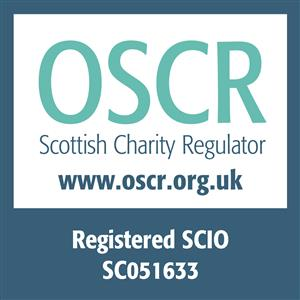 OSCR
Scottish Charity Regulator
www.oscr.org.uk
Registered SCIO
SC051633